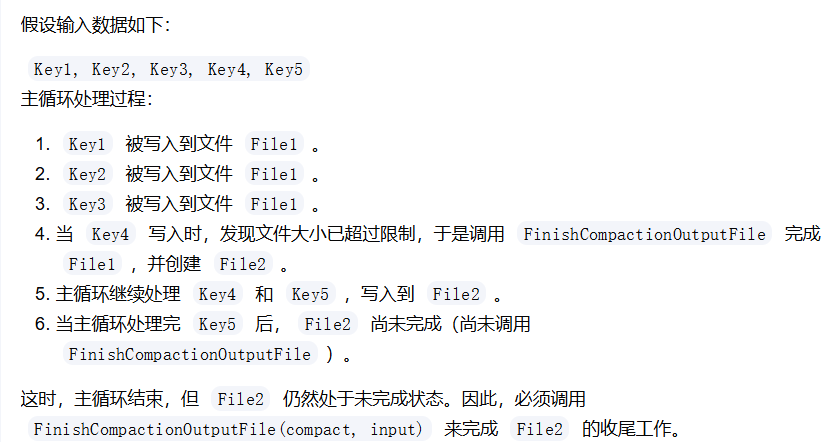 假设输入数据如下：
Key1, Key2, Key3, Key4, Key5
主循环处理过程：
1. Key1 被写入到文件 File1 。
2. Key2 被写入到文件 File1 。
3. Key3 被写入到文件 File1 。
4. 当 Key4 写入时，发现文件大小已超过限制，于是调用 FinishCompactionOutputFile 完成
File1 ，并创建 File2 。
5. 主循环继续处理 Key4 和 Key5 ，写入到 File2 。
6. 当主循环处理完 Key5 后， File2 尚未完成（尚未调用
FinishCompactionOutputFile ）。
这时，主循环结束，但 File2 仍然处于未完成状态。因此，必须调用
FinishCompactionOutputFile(compact, input) 来完成 File2 的收尾工作。